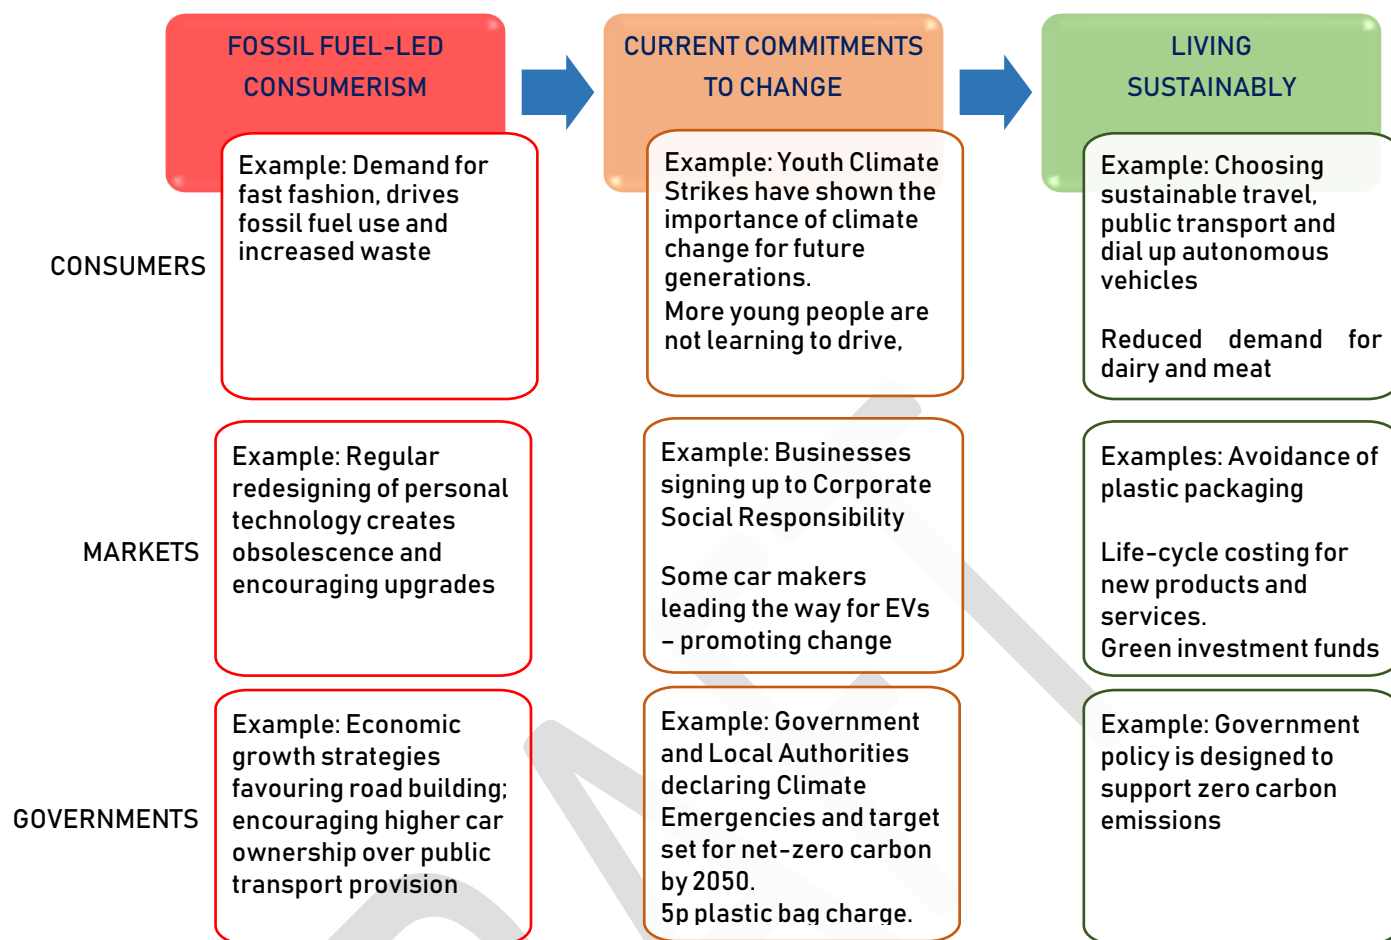 FOSSIL FUEL-LED
CONSUMERISM
CURRENT COMMITMENTS
TO CHANGE
LIVING
SUSTAINABLY
CONSUMERS
Example: Demand for
fast fashion, drives
fossil fuel use and
increased waste
Example: Youth Climate
Strikes have shown the
importance of climate
change for future
generations.
More young people are
not learning to drive,
Example: Choosing
sustainable travel,
public transport and
dial up autonomous
vehicles
Reduced demand for
dairy and meat
MARKETS
Example: Regular
redesigning of personal
technology creates
obsolescence and
encouraging upgrades
Example: Businesses
signing up to Corporate
Social Responsibility
Some car makers
leading the way for EVs
– promoting change
Examples: Avoidance of
plastic packaging
Life-cycle costing for
new products and
services.
Green investment funds
GOVERNMENTS
Example: Economic
growth strategies
favouring road building;
encouraging higher car
ownership over public
transport provision
Example: Government
and Local Authorities
declaring Climate
Emergencies and target
set for net-zero carbon
by 2050.
5p plastic bag charge.
Example: Government
policy is designed to
support zero carbon
emissions
DRAFT